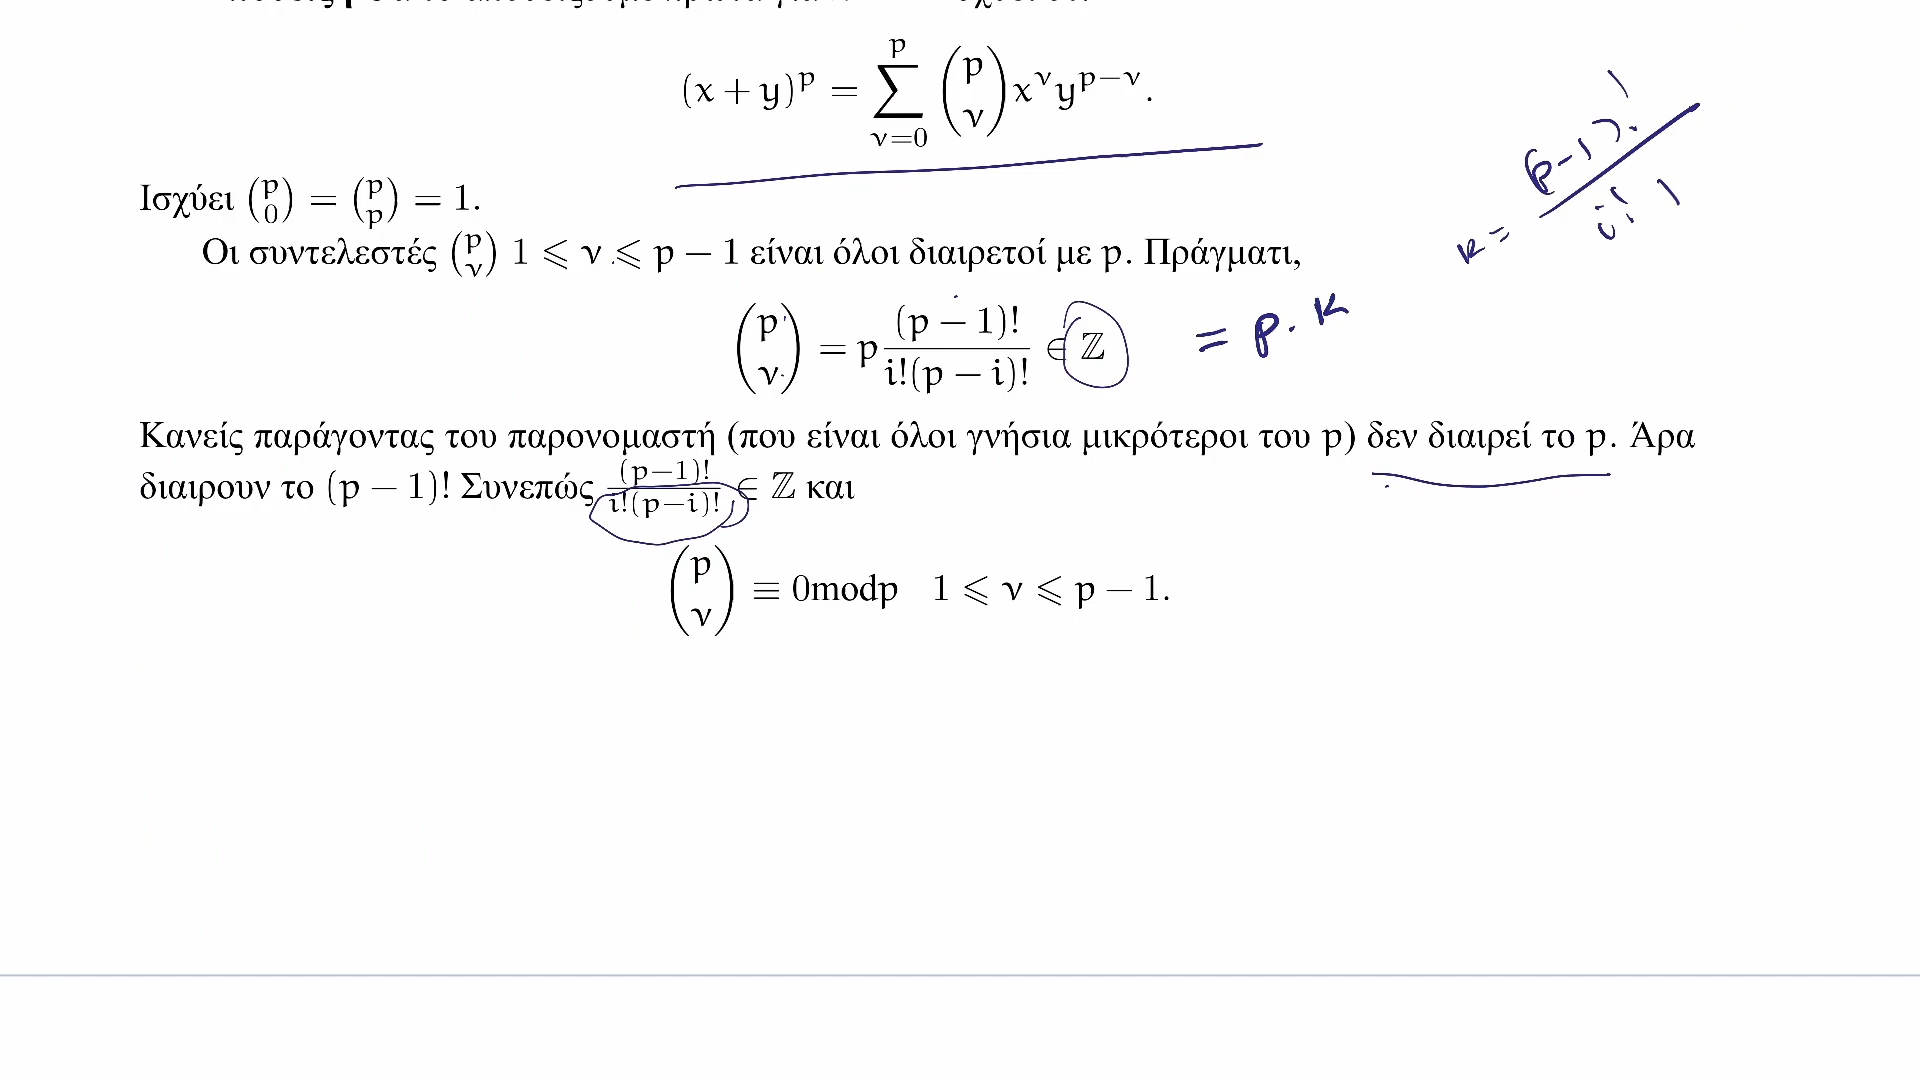 (x + y)^p = \sum_{ν=0}^{p} \binom{p}{ν} x^ν y^{p−ν}.
Ισχύει \binom{p}{0} = \binom{p}{p} = 1.
Οι συντελεστές \binom{p}{ν} 1 ⩽ ν ⩽ p − 1 είναι όλοι διαιρετοί με p. Πράγματι,
\binom{p}{ν} = p \frac{(p − 1)!}{i!(p − i)!} ∈ ℤ = p · κ
κ = \frac{(p−1)!}{i!
Κανείς παράγοντας του παρονομαστή (που είναι όλοι γνήσια μικρότεροι του p) δεν διαιρεί το p. Άρα
διαιρουν το (p − 1)! Συνεπώς \frac{(p−1)!}{i!(p−i)!} ∈ ℤ και
\binom{p}{ν} ≡ 0modp 1 ⩽ ν ⩽ p − 1.